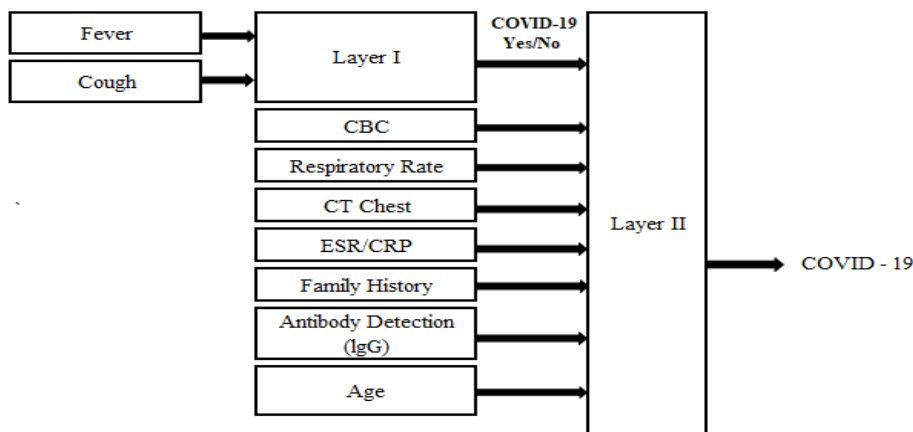 Fever
Cough
Layer I
COVID-19
Yes/No
CBC
Respiratory Rate
CT Chest
ESR/CRP
Family History
Antibody Detection
(lgG)
Age
Layer II
COVID - 19